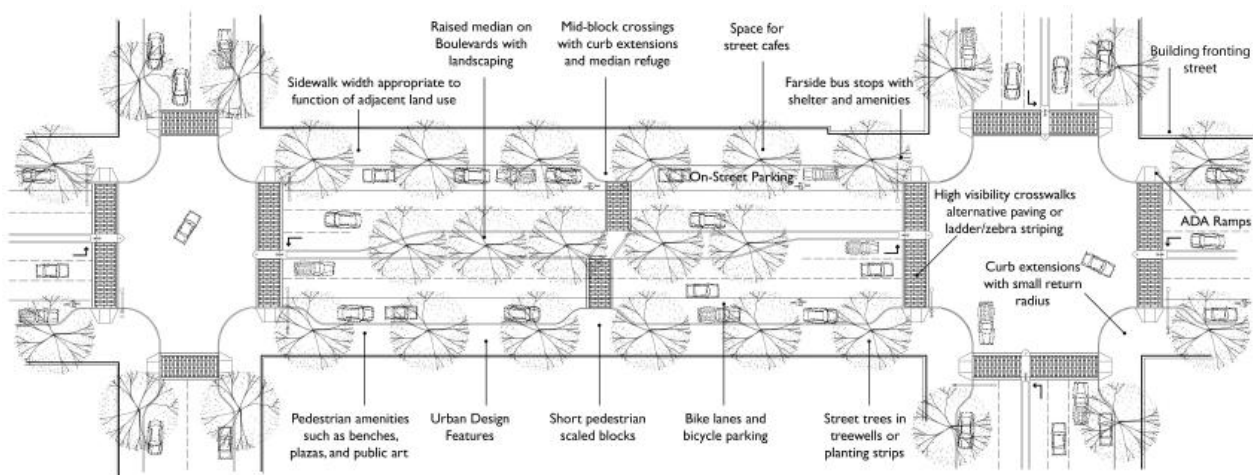 Raised median on
Boulevards with
landscaping
Mid-block crossings
with curb extensions
and median refuge
Space for
street cafes
Building fronting
street
Sidewalk width appropriate to
function of adjacent land use
Farside bus stops with
shelter and amenities
On-Street Parking
High visibility crosswalks
alternative paving or
ladder/zebra striping
ADA Ramps
Curb extensions
with small return
radius
Pedestrian amenities
such as benches,
plazas, and public art
Urban Design
Features
Short pedestrian
scaled blocks
Bike lanes and
bicycle parking
Street trees in
treewells or
planting strips